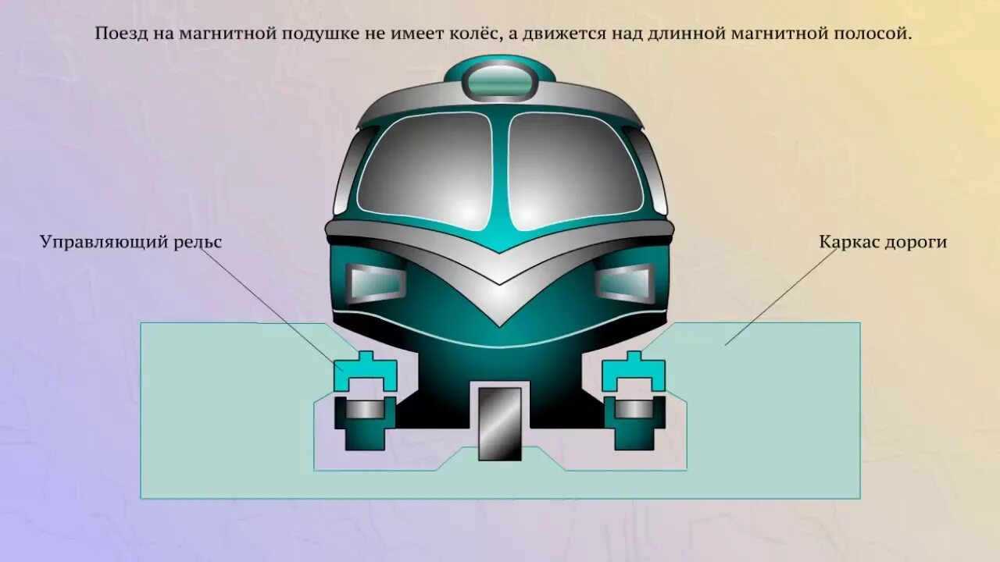 Поезд на магнитной подушке не имеет колёс, а движется над длинной магнитной полосой.
Управляющий рельс
Каркас дороги